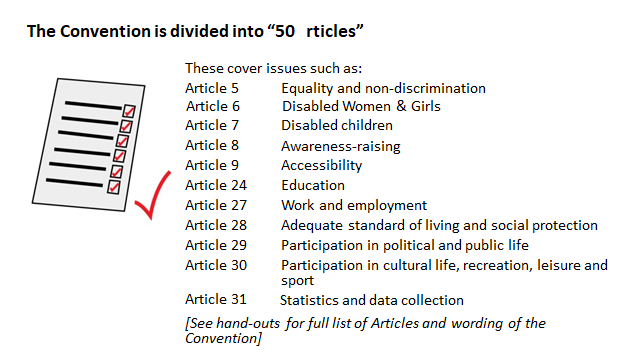 The Convention is divided into “50 rticles”
These cover issues such as:
Article 5 Equality and non-discrimination
Article 6 Disabled Women & Girls
Article 7 Disabled children
Article 8 Awareness-raising
Article 9 Accessibility
Article 24 Education
Article 27 Work and employment
Article 28 Adequate standard of living and social protection
Article 29 Participation in political and public life
Article 30 Participation in cultural life, recreation, leisure and
sport
Article 31 Statistics and data collection
[See hand-outs for full list of Articles and wording of the
Convention]